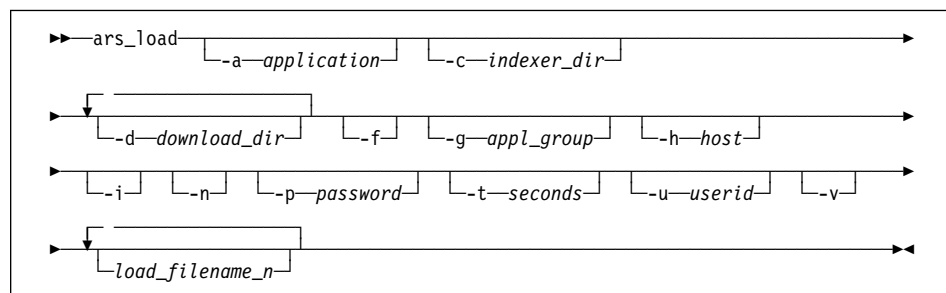 ars_load -a application -c indexer_dir
-d download_dir -f -g appl_group -h host
-i -n -p password -t seconds -u userid -v
load_filename_n